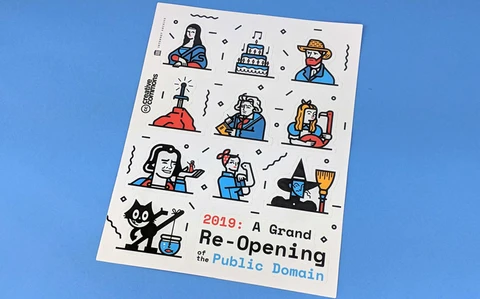 creative
commons
2019: A Grand
Re-Opening
of the Public Domain